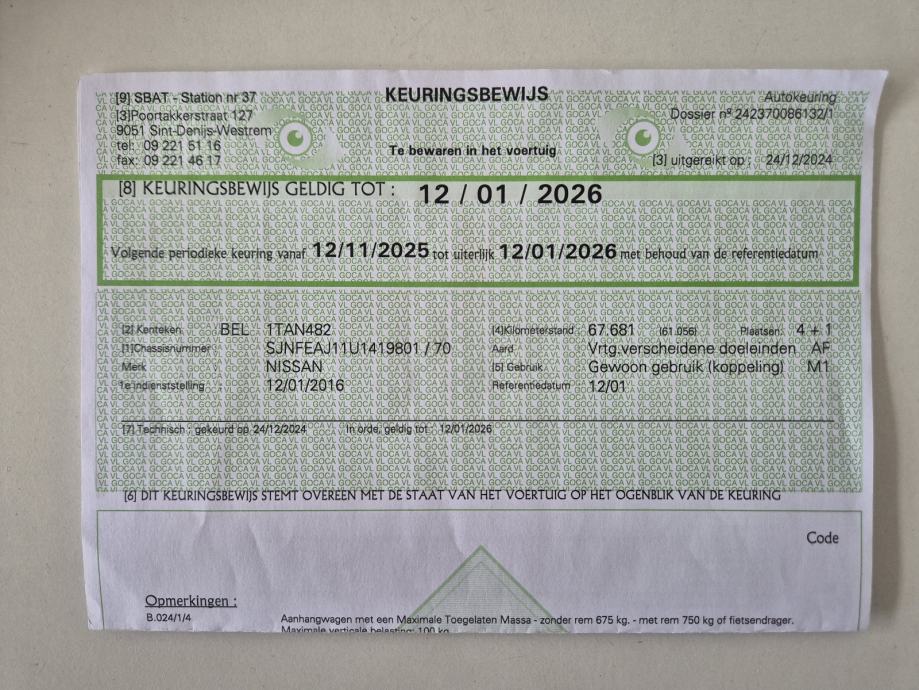 [9] SBAT - Station nr 37
KEURINGSBEWIJS
Autokeuring
[3]Poortakkerstraat 127
Dossier nº 242370086132/1
9051 Sint-Denijs-Westrem
tel: 09 221 51 16
Te bewaren in het voertuig
fax: 09 221 46 17
[3] uitgereikt op : 24/12/2024
[8] KEURINGSBEWIJS GELDIG TOT : 12 / 01 / 2026
Volgende periodieke keuring vanaf 12/11/2025 tot uiterlijk 12/01/2026 met behoud van de referentiedatum
[2] Kenteken : BEL 1TAN482 [4]Kilometerstand : 67.681 (61.056) Plaatsen: 4 + 1
[1]Chassisnummer : SJNFEAJ11U1419801 / 70 Aard : Vrtg.verscheidene doeleinden AF
Merk : NISSAN [5] Gebruik : Gewoon gebruik (koppeling) M1
1e indienststelling : 12/01/2016 Referentiedatum : 12/01
[7] Technisch : gekeurd op 24/12/2024 In orde, geldig tot : 12/01/2026
[6] DIT KEURINGSBEWIJS STEMT OVEREEN MET DE STAAT VAN HET VOERTUIG OP HET OGENBLIK VAN DE KEURING
Code
Opmerkingen :
B.024/1/4 Aanhangwagen met een Maximale Toegelaten Massa - zonder rem 675 kg. - met rem 750 kg of fietsendrager.
Maximale verticale belasting: 100 kg